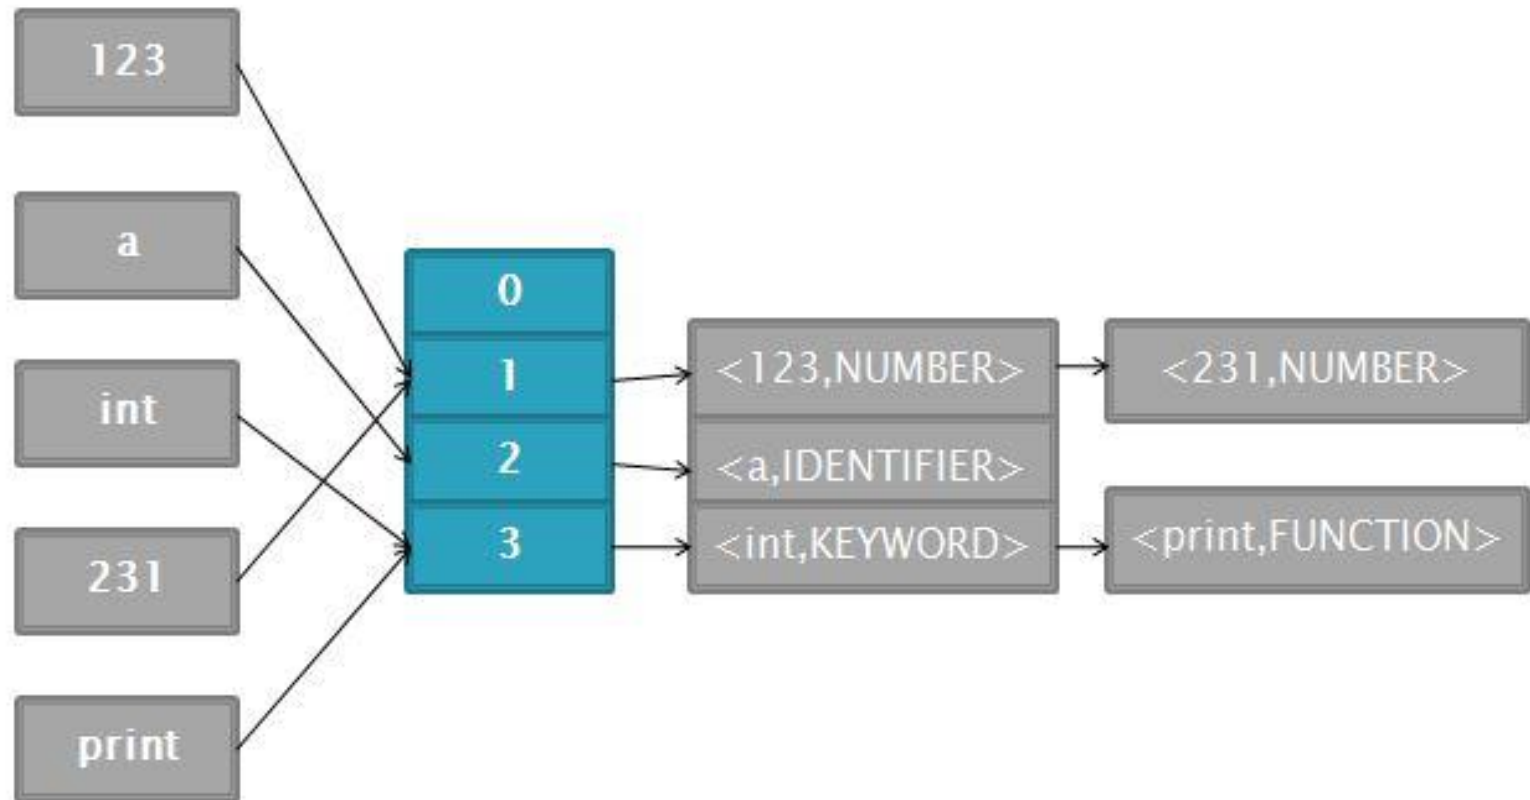 123
a
int
231
print
0
1
2
3
<123,NUMBER>
<a,IDENTIFIER>
<int,KEYWORD>
<231,NUMBER>
<print,FUNCTION>